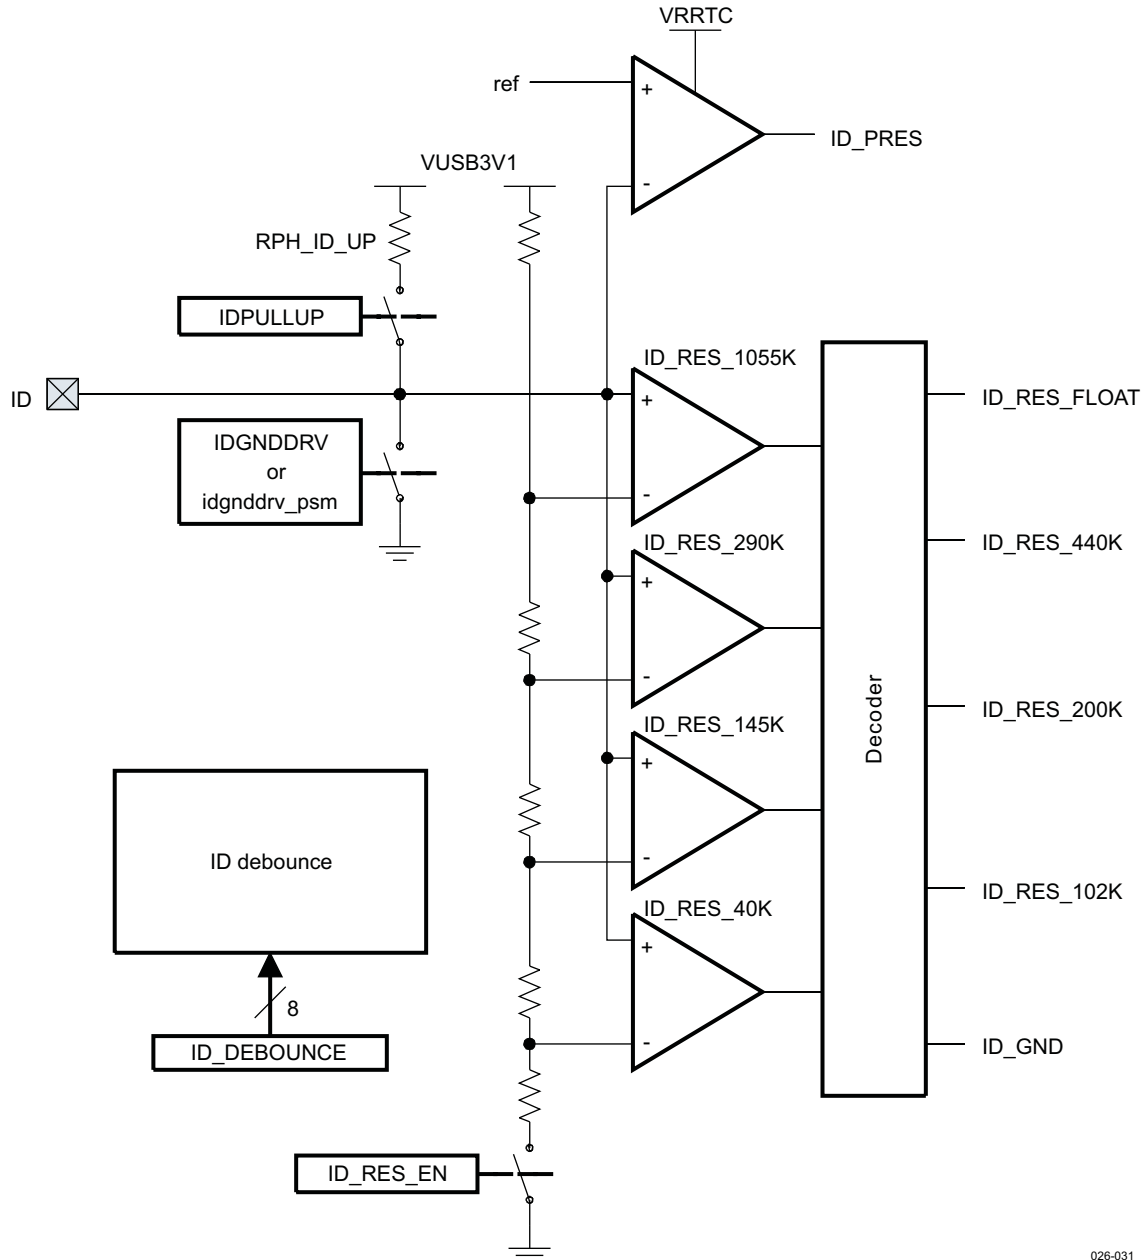 VRRTC
ref
+
-
ID_PRES
VUSB3V1
RPH_ID_UP
IDPULLUP
ID
IDGNDDRV
or
idgnddrv_psm
ID_RES_1055K
+
-
ID_RES_290K
+
-
ID_RES_145K
+
-
ID_RES_40K
+
-
Decoder
ID_RES_FLOAT
ID_RES_440K
ID_RES_200K
ID_RES_102K
ID_GND
ID debounce
8
ID_DEBOUNCE
ID_RES_EN
026-031